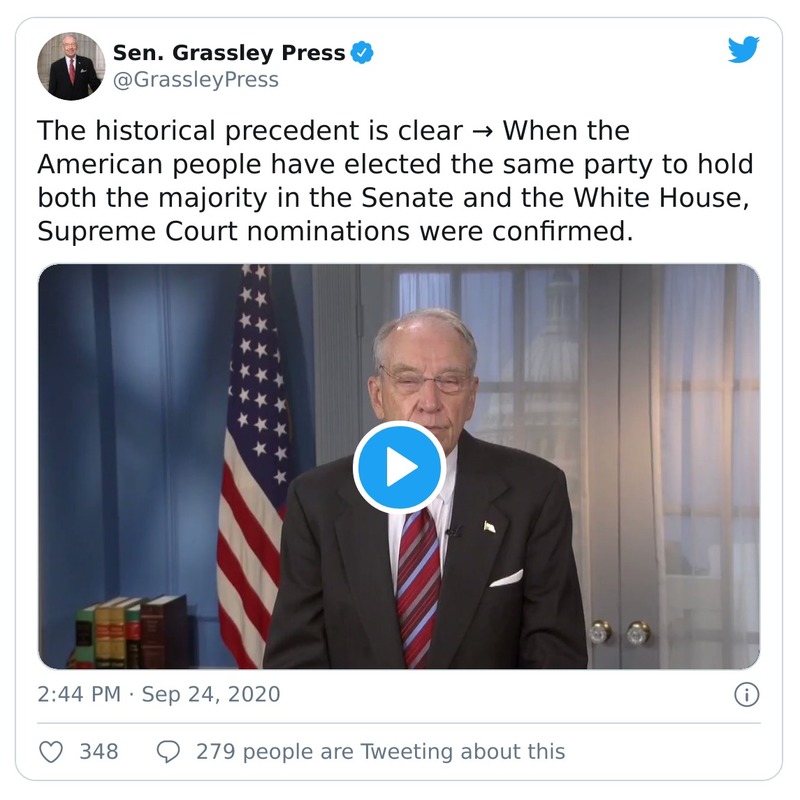 Sen. Grassley Press
@GrassleyPress
The historical precedent is clear → When the
American people have elected the same party to hold
both the majority in the Senate and the White House,
Supreme Court nominations were confirmed.
2:44 PM · Sep 24, 2020
348
279 people are Tweeting about this